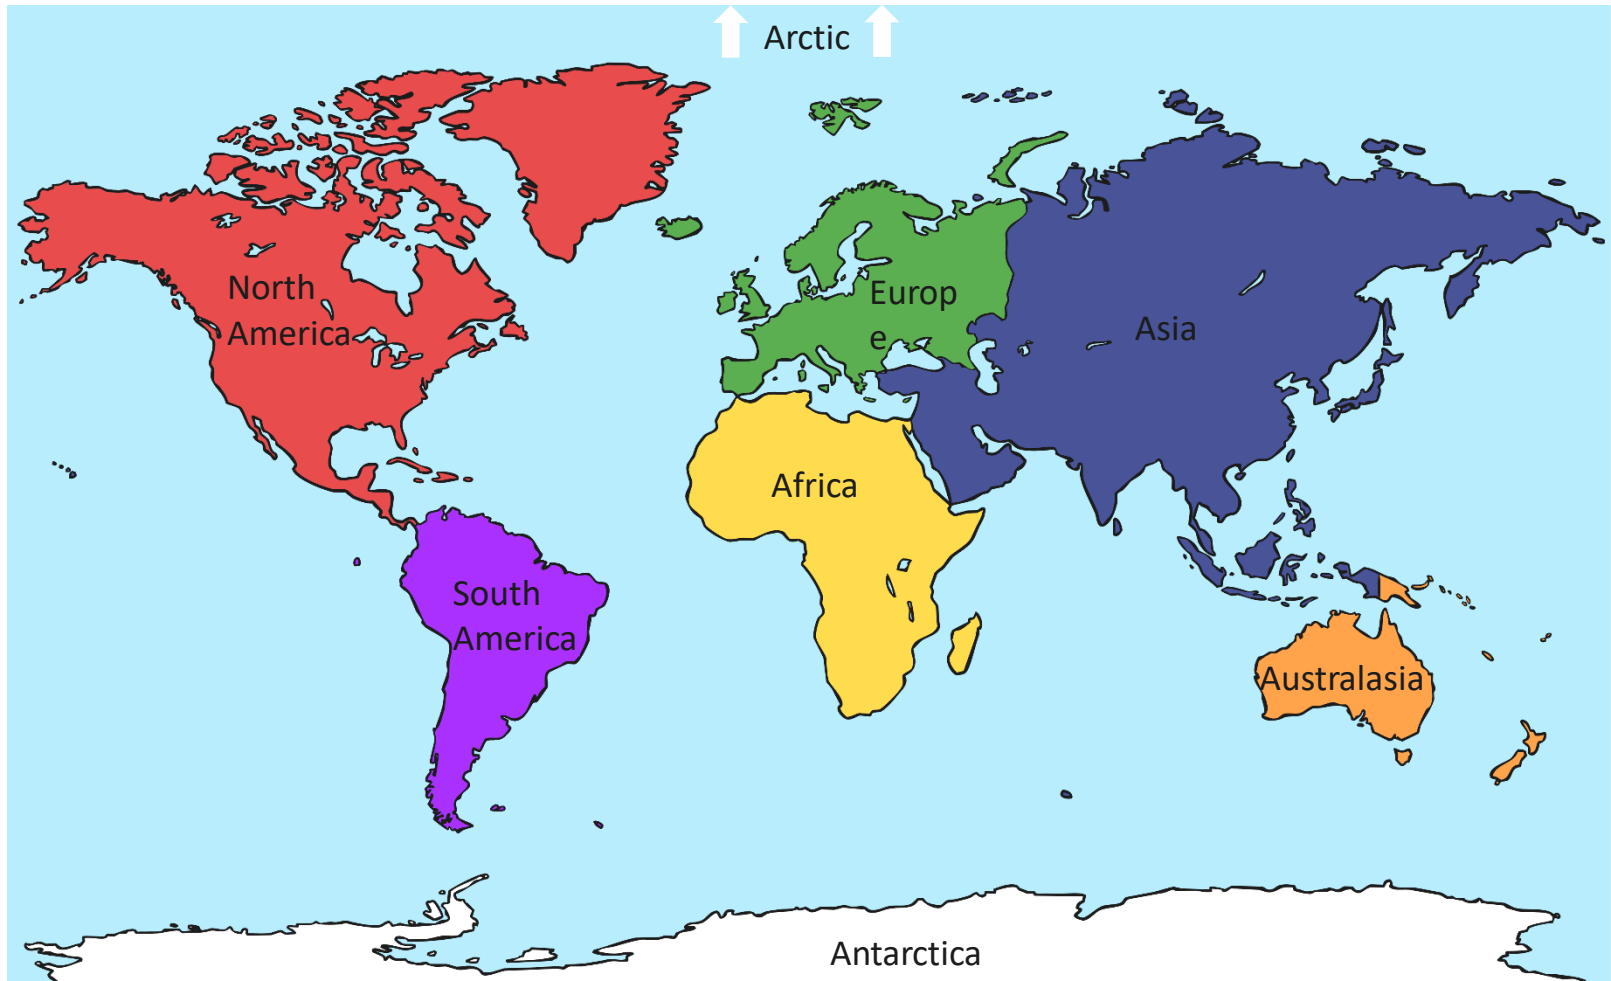 Arctic
North
America
Europ
e
Asia
Africa
South
America
Australasia
Antarctica